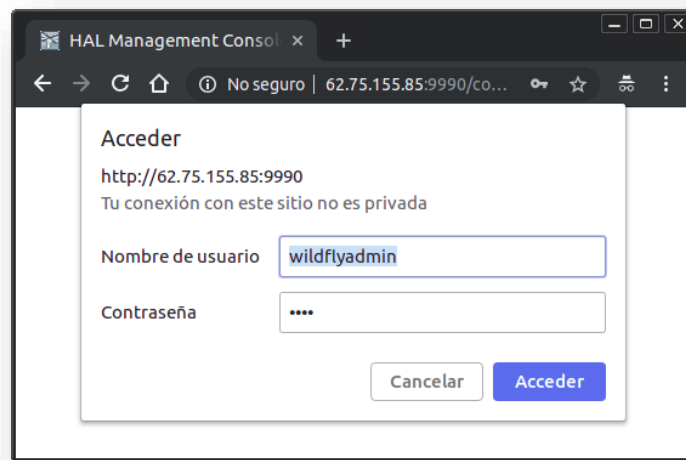 HAL Management Consol
No seguro | 62.75.155.85:9990/co...
Acceder
http://62.75.155.85:9990
Tu conexión con este sitio no es privada
Nombre de usuario wildflyadmin
Contraseña ••••
Cancelar Acceder